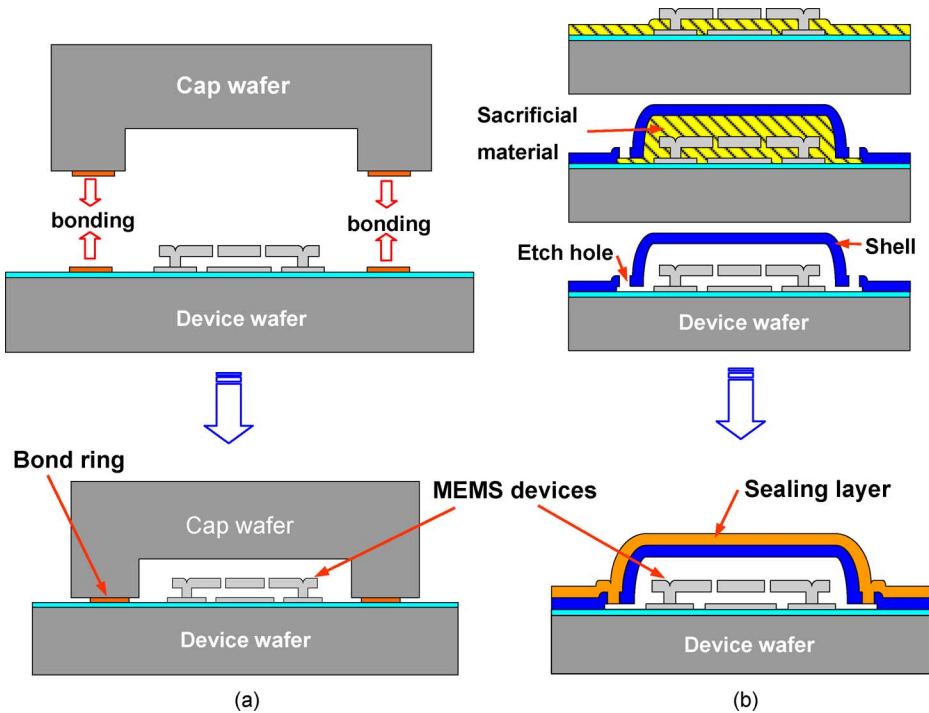 Cap wafer
bonding
bonding
Device wafer
Bond ring
Cap wafer
MEMS devices
Device wafer
(a)
Sacrificial
material
Etch hole
Shell
Device wafer
Sealing layer
Device wafer
(b)